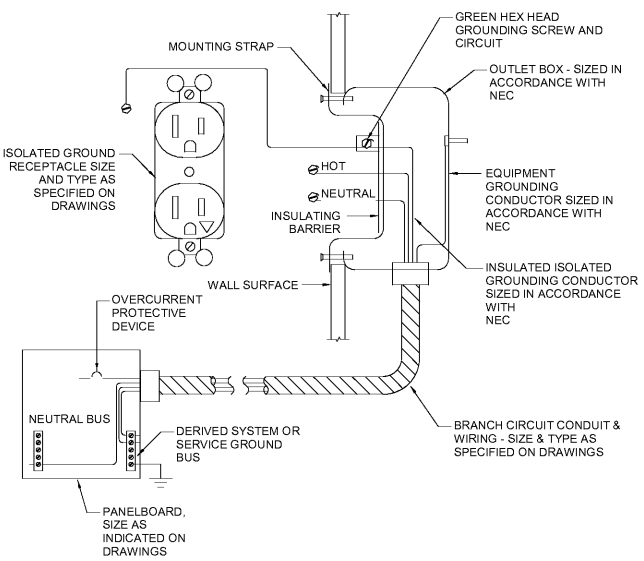 GREEN HEX HEAD
GROUNDING SCREW AND
CIRCUIT
MOUNTING STRAP
OUTLET BOX - SIZED IN
ACCORDANCE WITH
NEC
ISOLATED GROUND
RECEPTACLE SIZE
AND TYPE AS
SPECIFIED ON
DRAWINGS
HOT
NEUTRAL
INSULATING
BARRIER
EQUIPMENT
GROUNDING
CONDUCTOR SIZED IN
ACCORDANCE WITH
NEC
WALL SURFACE
INSULATED ISOLATED
GROUNDING CONDUCTOR
SIZED IN ACCORDANCE
WITH
NEC
OVERCURRENT
PROTECTIVE
DEVICE
NEUTRAL BUS
DERIVED SYSTEM OR
SERVICE GROUND
BUS
BRANCH CIRCUIT CONDUIT &
WIRING - SIZE & TYPE AS
SPECIFIED ON DRAWINGS
PANELBOARD,
SIZE AS
INDICATED ON
DRAWINGS